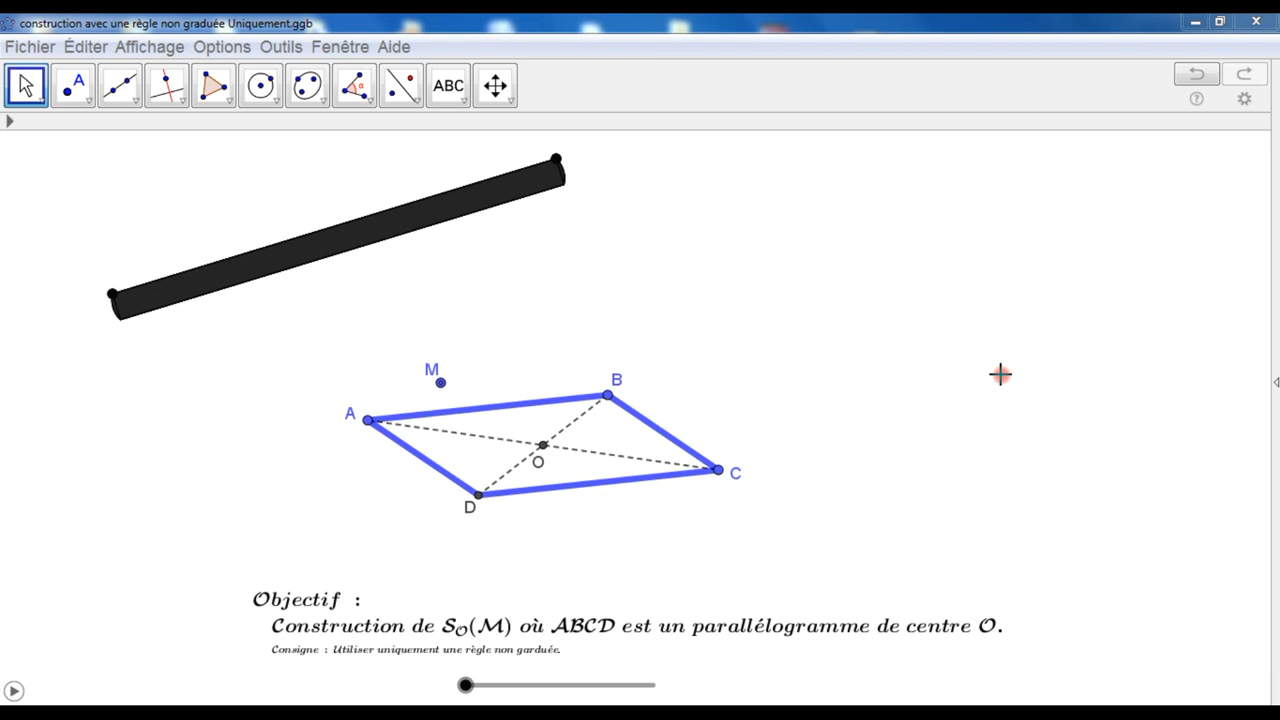 construction avec une règle non graduée Uniquement.ggb
Fichier Éditer Affichage Options Outils Fenêtre Aide
A
ABC
α
M
B
A
O
C
D
Objectif :
Construction de S_O(M) où ABCD est un parallélogramme de centre O.
Consigne : Utiliser uniquement une règle non garduée.